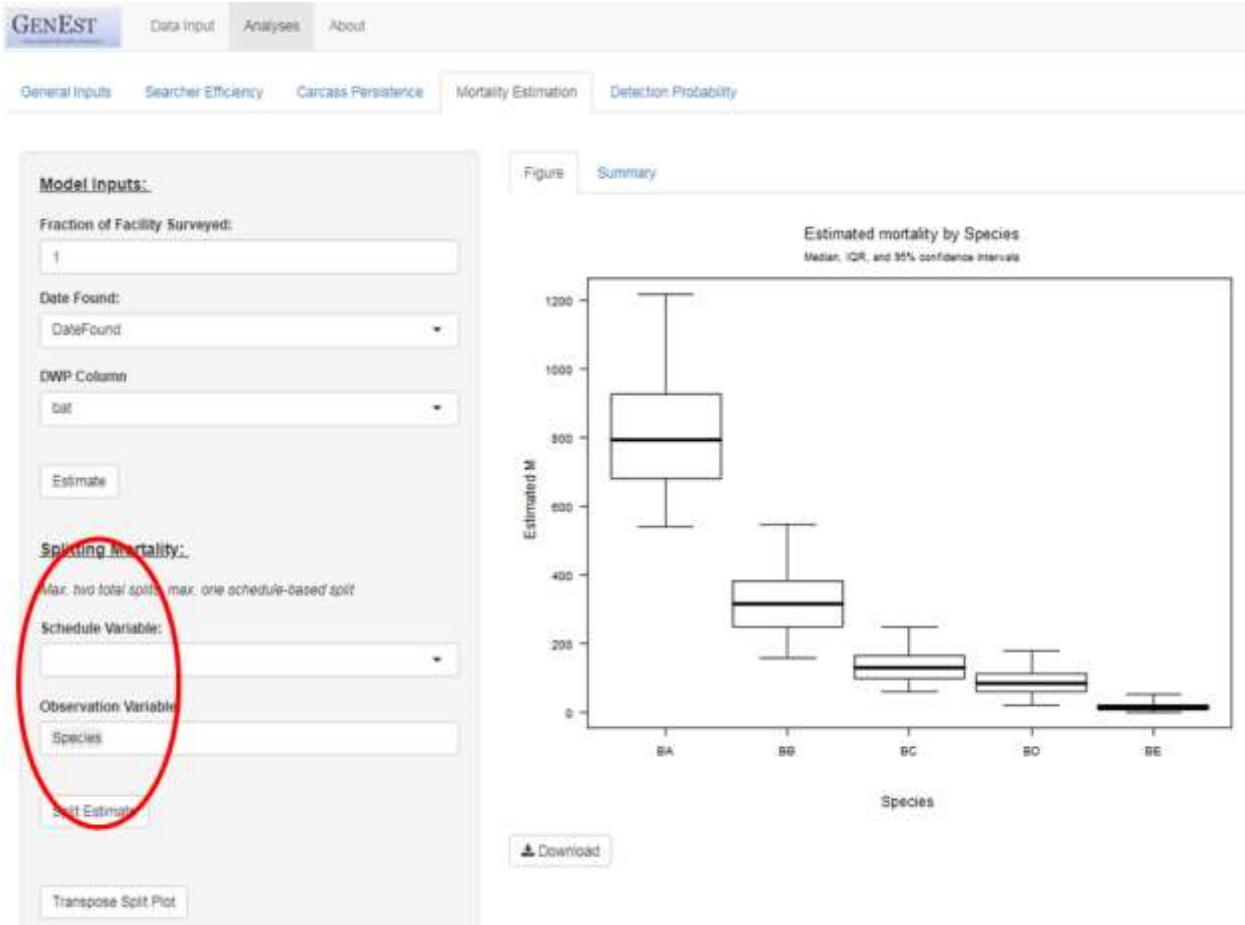 GENEST Data Input Analyses About
General Inputs Searcher Efficiency Carcass Persistence Mortality Estimation Detection Probability
Model Inputs:
Fraction of Facility Surveyed:
1
Date Found:
DateFound
DWP Column
bat
Estimate
Splitting Mortality:
Max. two total splits, max. one schedule-based split
Schedule Variable:
Observation Variable
Species
Split Estimate
Transpose Split Plot
Figure Summary
Estimated mortality by Species
Median, IQR, and 95% confidence intervals
Estimated M
1200
1000
800
600
400
200
0
BA BB BC BD BE
Species
Download